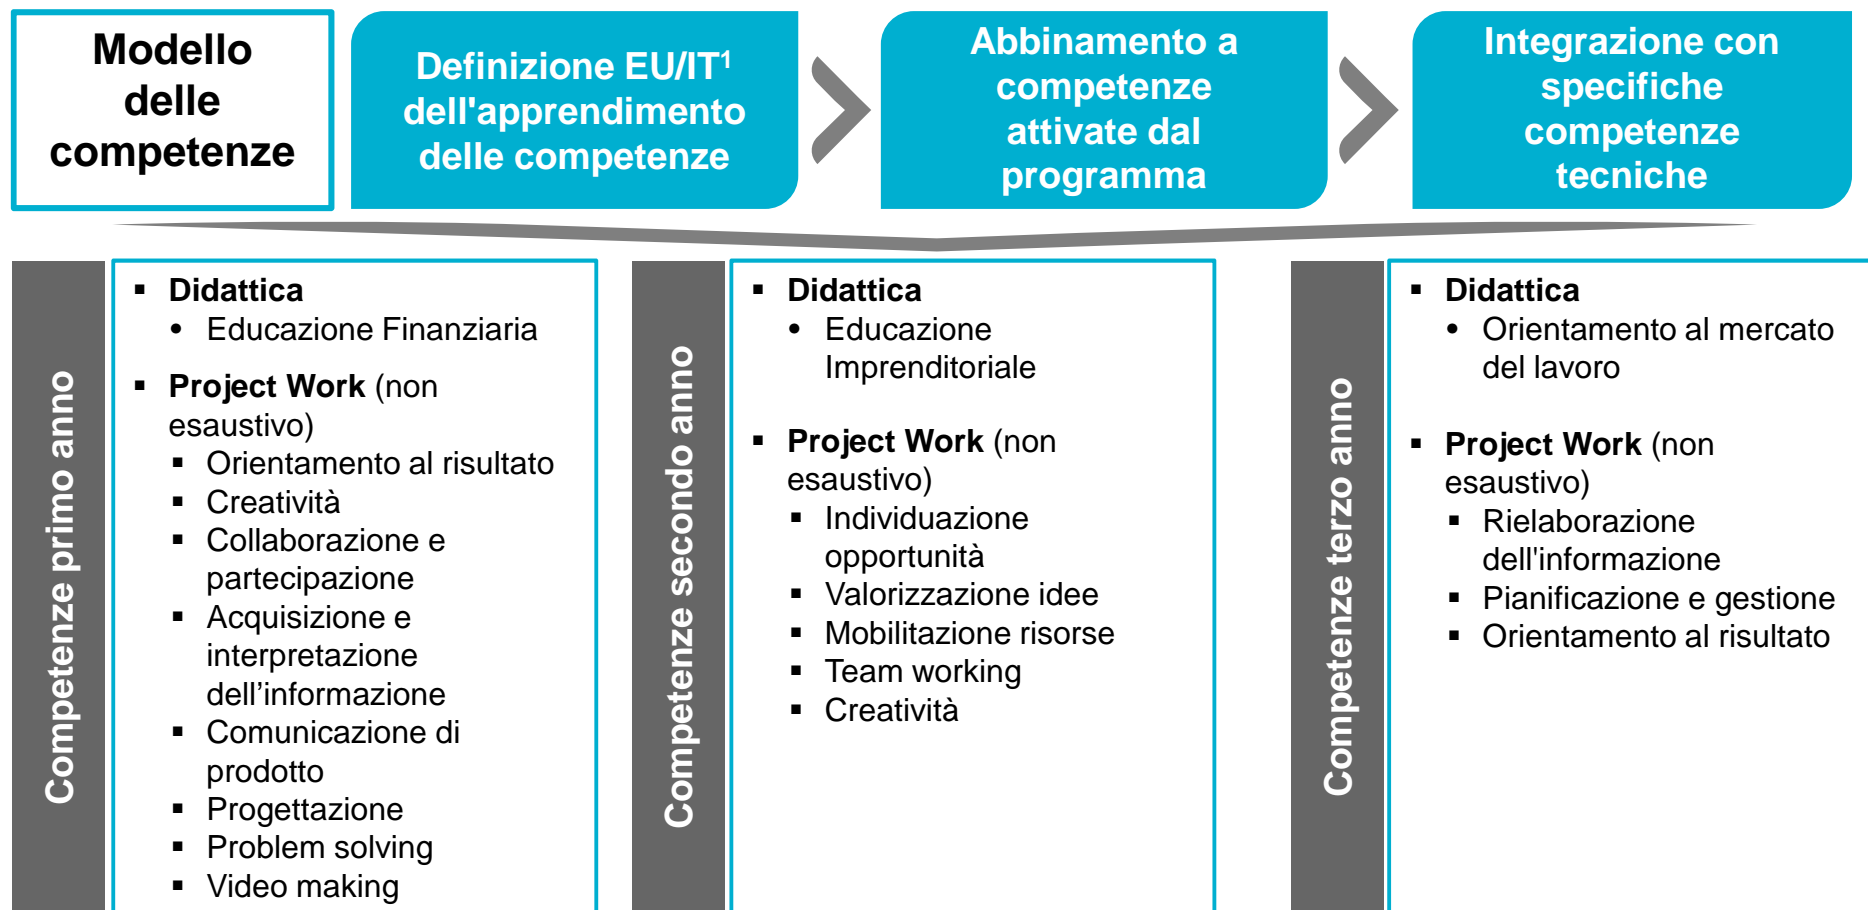 Modello
delle
competenze
Definizione EU/IT¹
dell'apprendimento
delle competenze
Abbinamento a
competenze
attivate dal
programma
Integrazione con
specifiche
competenze
tecniche
Competenze primo anno
▪ Didattica
• Educazione Finanziaria
▪ Project Work (non
esaustivo)
▪ Orientamento al risultato
▪ Creatività
▪ Collaborazione e
partecipazione
▪ Acquisizione e
interpretazione
dell’informazione
▪ Comunicazione di
prodotto
▪ Progettazione
▪ Problem solving
▪ Video making
Competenze secondo anno
▪ Didattica
• Educazione
Imprenditoriale
▪ Project Work (non
esaustivo)
▪ Individuazione
opportunità
▪ Valorizzazione idee
▪ Mobilitazione risorse
▪ Team working
▪ Creatività
Competenze terzo anno
▪ Didattica
• Orientamento al mercato
del lavoro
▪ Project Work (non
esaustivo)
▪ Rielaborazione
dell'informazione
▪ Pianificazione e gestione
▪ Orientamento al risultato